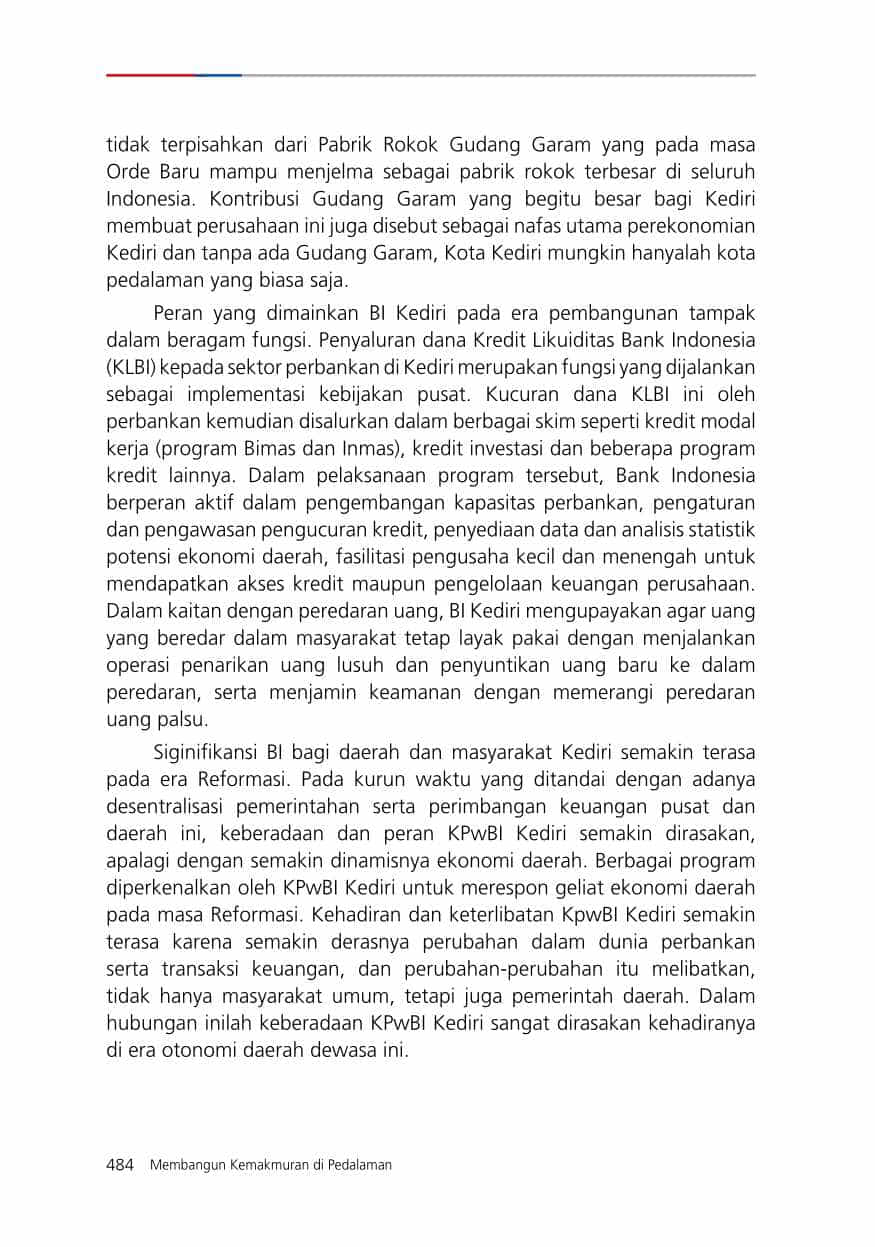 tidak terpisahkan dari Pabrik Rokok Gudang Garam yang pada masa
Orde Baru mampu menjelma sebagai pabrik rokok terbesar di seluruh
Indonesia. Kontribusi Gudang Garam yang begitu besar bagi Kediri
membuat perusahaan ini juga disebut sebagai nafas utama perekonomian
Kediri dan tanpa ada Gudang Garam, Kota Kediri mungkin hanyalah kota
pedalaman yang biasa saja.
Peran yang dimainkan BI Kediri pada era pembangunan tampak
dalam beragam fungsi. Penyaluran dana Kredit Likuiditas Bank Indonesia
(KLBI) kepada sektor perbankan di Kediri merupakan fungsi yang dijalankan
sebagai implementasi kebijakan pusat. Kucuran dana KLBI ini oleh
perbankan kemudian disalurkan dalam berbagai skim seperti kredit modal
kerja (program Bimas dan Inmas), kredit investasi dan beberapa program
kredit lainnya. Dalam pelaksanaan program tersebut, Bank Indonesia
berperan aktif dalam pengembangan kapasitas perbankan, pengaturan
dan pengawasan pengucuran kredit, penyediaan data dan analisis statistik
potensi ekonomi daerah, fasilitasi pengusaha kecil dan menengah untuk
mendapatkan akses kredit maupun pengelolaan keuangan perusahaan.
Dalam kaitan dengan peredaran uang, BI Kediri mengupayakan agar uang
yang beredar dalam masyarakat tetap layak pakai dengan menjalankan
operasi penarikan uang lusuh dan penyuntikan uang baru ke dalam
peredaran, serta menjamin keamanan dengan memerangi peredaran
uang palsu.
Siginifikansi BI bagi daerah dan masyarakat Kediri semakin terasa
pada era Reformasi. Pada kurun waktu yang ditandai dengan adanya
desentralisasi pemerintahan serta perimbangan keuangan pusat dan
daerah ini, keberadaan dan peran KPwBI Kediri semakin dirasakan,
apalagi dengan semakin dinamisnya ekonomi daerah. Berbagai program
diperkenalkan oleh KPwBI Kediri untuk merespon geliat ekonomi daerah
pada masa Reformasi. Kehadiran dan keterlibatan KpwBI Kediri semakin
terasa karena semakin derasnya perubahan dalam dunia perbankan
serta transaksi keuangan, dan perubahan-perubahan itu melibatkan,
tidak hanya masyarakat umum, tetapi juga pemerintah daerah. Dalam
hubungan inilah keberadaan KPwBI Kediri sangat dirasakan kehadiranya
di era otonomi daerah dewasa ini.
484 Membangun Kemakmuran di Pedalaman